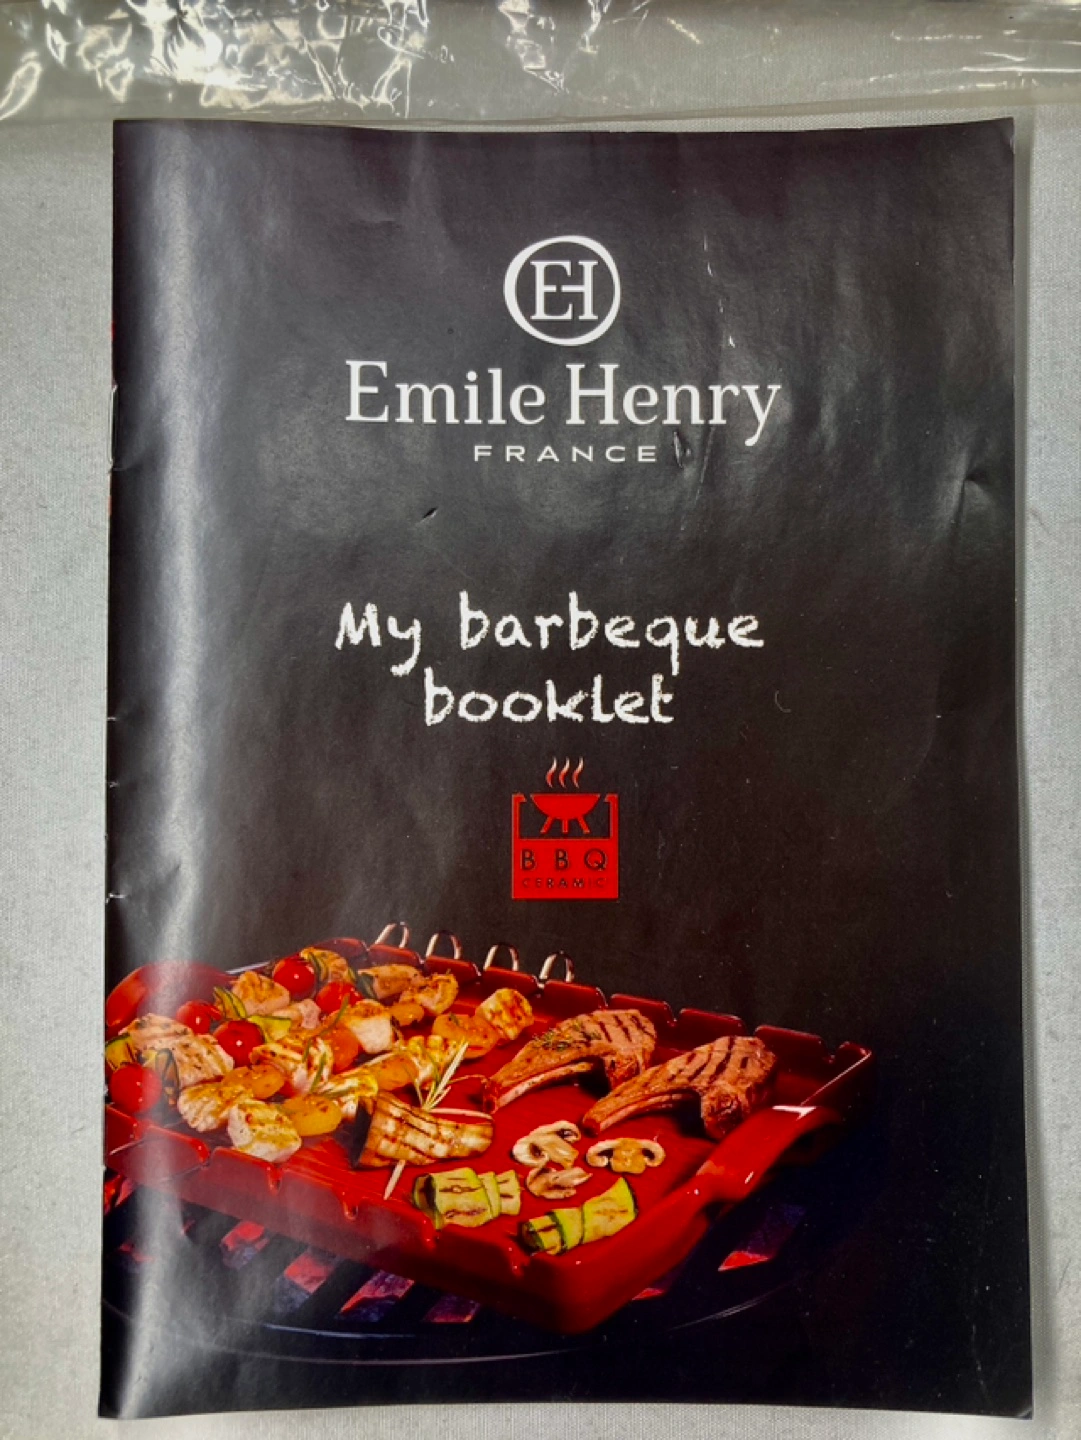 EH
Emile Henry
FRANCE
My barbeque
booklet
BBQ
CERAMIC